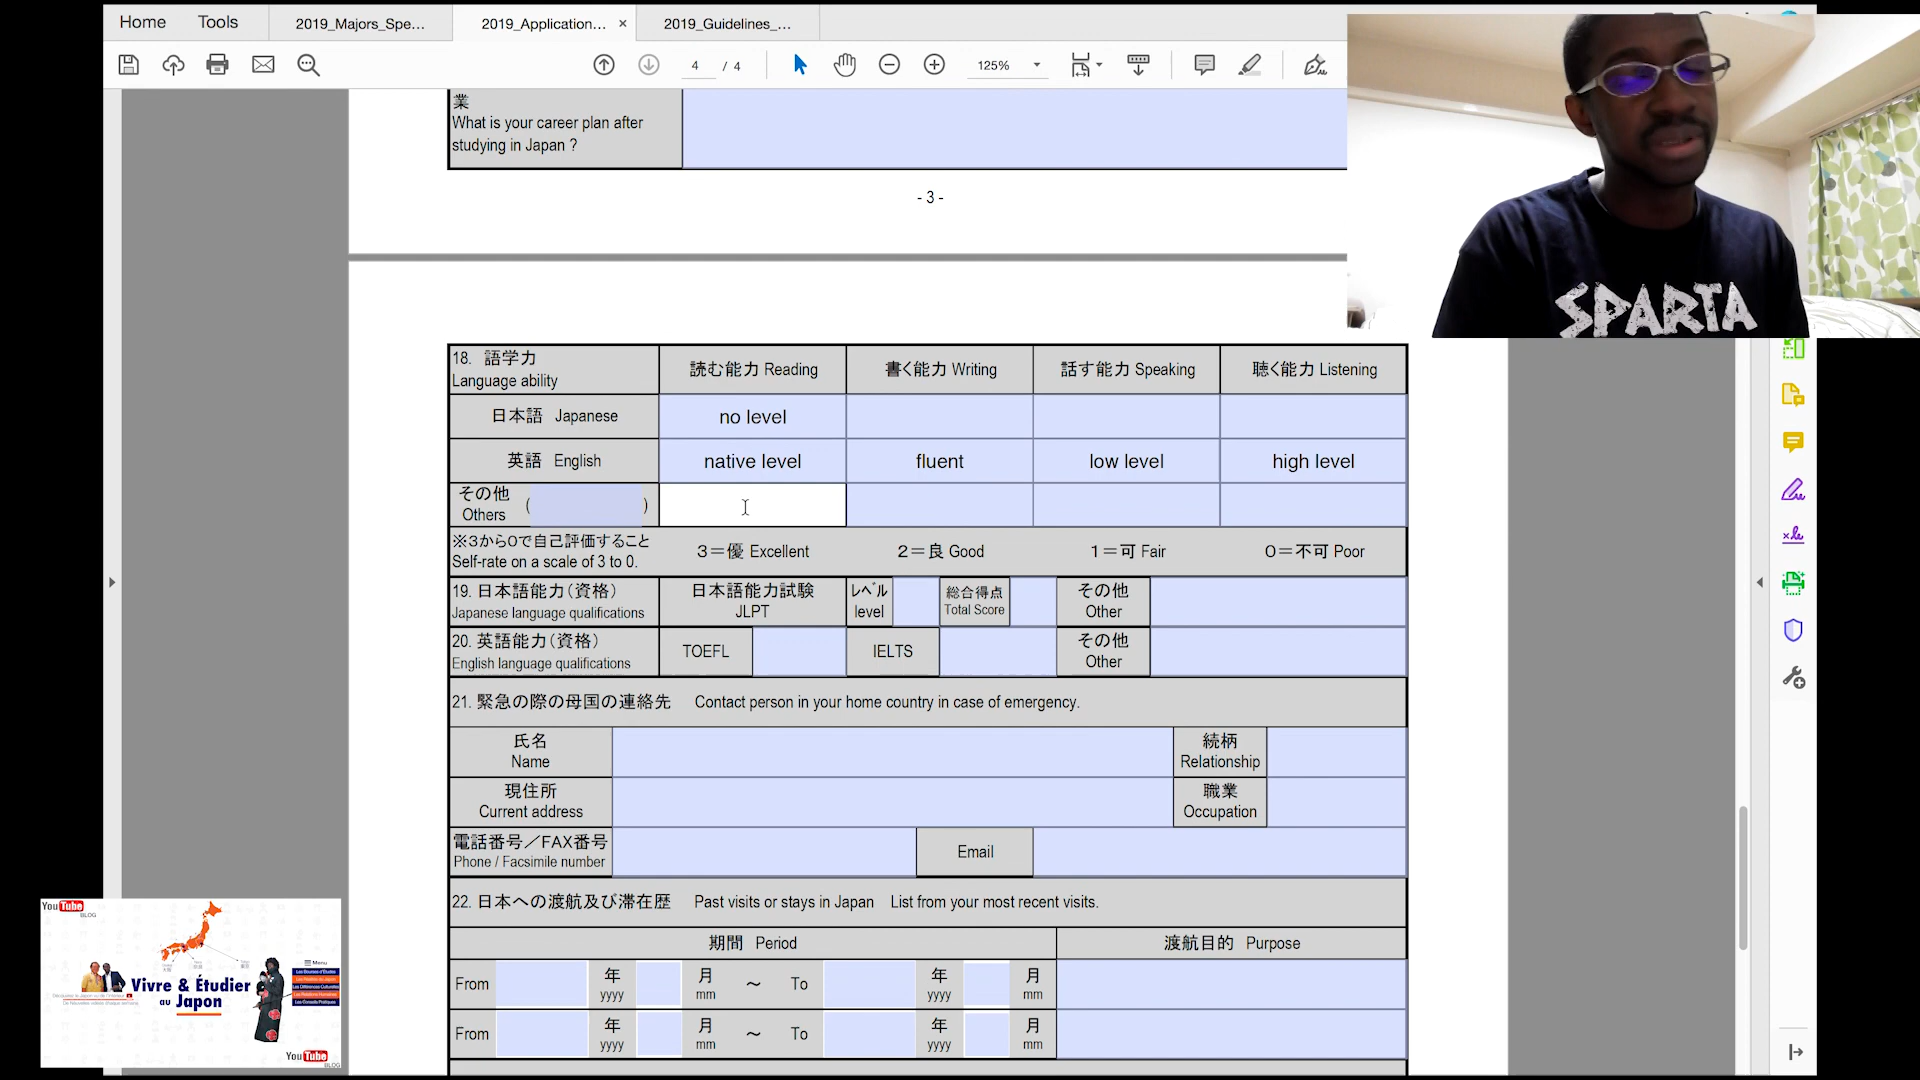 Home Tools 2019_Majors_Spe... 2019_Application... × 2019_Guidelines_...
4 / 4 125%
業
What is your career plan after
studying in Japan ?
- 3 -
SPARTA
18. 語学力
Language ability
読む能力 Reading 書く能力 Writing 話す能力 Speaking 聴く能力 Listening
日本語 Japanese no level
英語 English native level fluent low level high level
その他
Others ( )
※3から0で自己評価すること
Self-rate on a scale of 3 to 0.
3＝優 Excellent 2＝良 Good 1＝可 Fair 0＝不可 Poor
19. 日本語能力（資格）
Japanese language qualifications
日本語能力試験
JLPT
レベル
level
総合得点
Total Score
その他
Other
20. 英語能力（資格）
English language qualifications
TOEFL IELTS
その他
Other
21. 緊急の際の母国の連絡先 Contact person in your home country in case of emergency.
氏名
Name
続柄
Relationship
現住所
Current address
職業
Occupation
電話番号／FAX番号
Phone / Facsimile number
Email
22. 日本への渡航及び滞在歴 Past visits or stays in Japan List from your most recent visits.
期間 Period 渡航目的 Purpose
From 年 月 ～ To 年 月
yyyy mm yyyy mm
From 年 月 ～ To 年 月
yyyy mm yyyy mm
YouTube
BLOG
Menu
Vivre & Étudier
au Japon
YouTube
BLOG